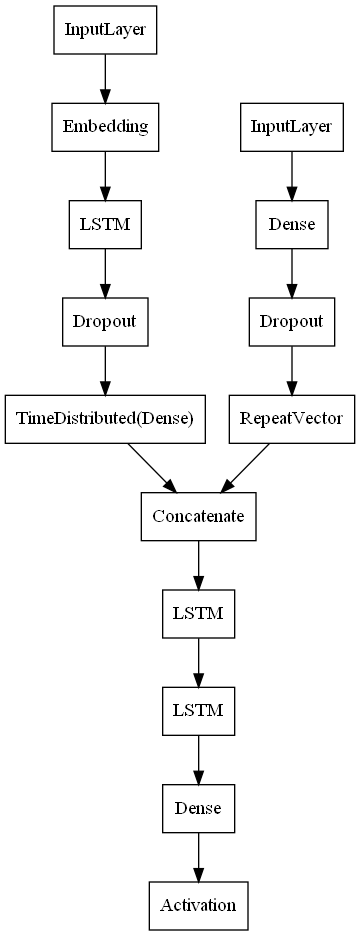 InputLayer
Embedding
InputLayer
LSTM
Dense
Dropout
Dropout
TimeDistributed(Dense)
RepeatVector
Concatenate
LSTM
LSTM
Dense
Activation